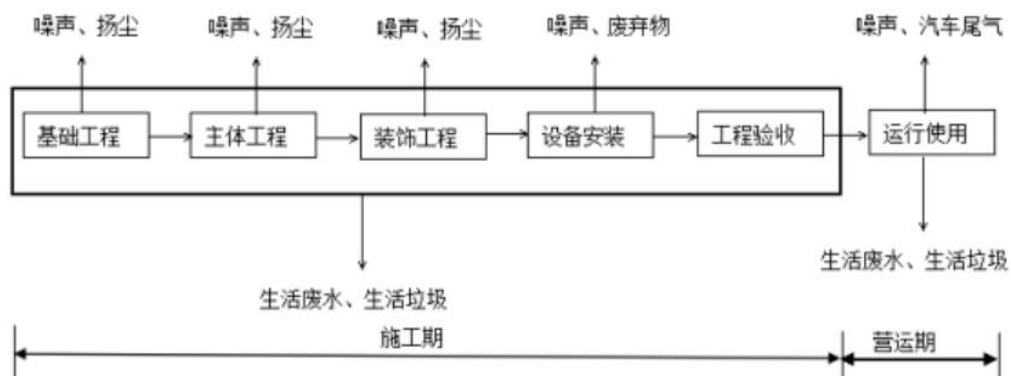 噪声、扬尘
噪声、扬尘
噪声、扬尘
噪声、废弃物
噪声、汽车尾气
基础工程
主体工程
装饰工程
设备安装
工程验收
运行使用
生活废水、生活垃圾
生活废水、生活垃圾
施工期
营运期